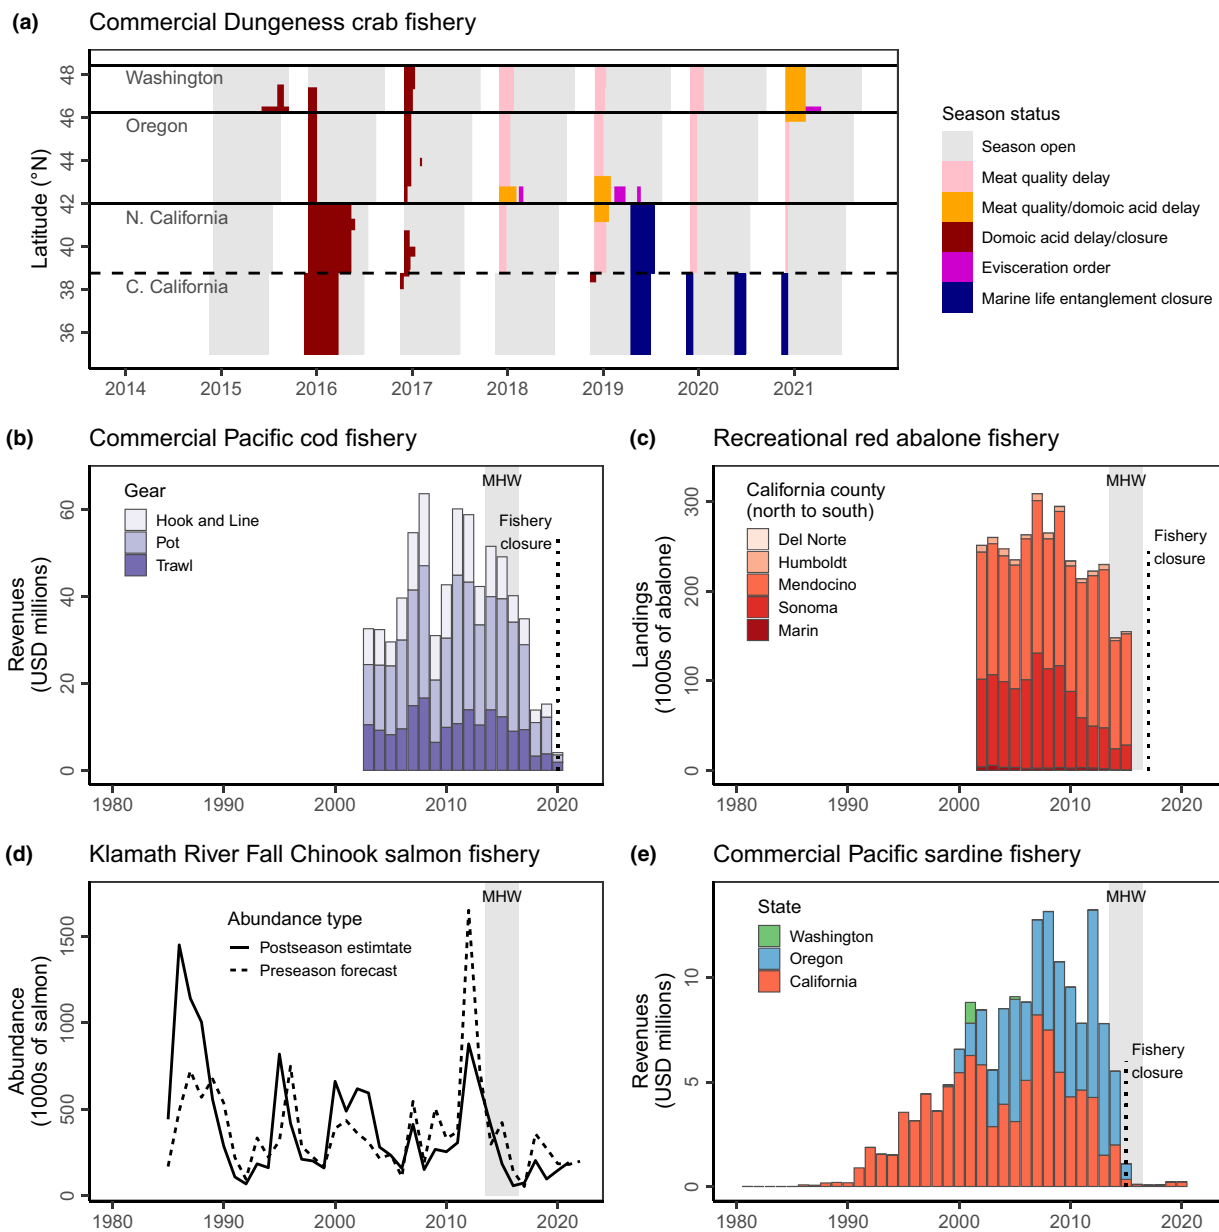 (a) Commercial Dungeness crab fishery
Latitude (°N)
48
46
44
42
40
38
36
Washington
Oregon
N. California
C. California
2014 2015 2016 2017 2018 2019 2020 2021
Season status
Season open
Meat quality delay
Meat quality/domoic acid delay
Domoic acid delay/closure
Evisceration order
Marine life entanglement closure
(b) Commercial Pacific cod fishery
Revenues
(USD millions)
60
40
20
0
Gear
Hook and Line
Pot
Trawl
MHW
Fishery
closure
1980 1990 2000 2010 2020
(c) Recreational red abalone fishery
Landings
(1000s of abalone)
300
200
100
0
California county
(north to south)
Del Norte
Humboldt
Mendocino
Sonoma
Marin
MHW
Fishery
closure
1980 1990 2000 2010 2020
(d) Klamath River Fall Chinook salmon fishery
Abundance
(1000s of salmon)
1500
1000
500
0
Abundance type
Postseason estimtate
Preseason forecast
MHW
1980 1990 2000 2010 2020
(e) Commercial Pacific sardine fishery
Revenues
(USD millions)
10
5
0
State
Washington
Oregon
California
MHW
Fishery
closure
1980 1990 2000 2010 2020